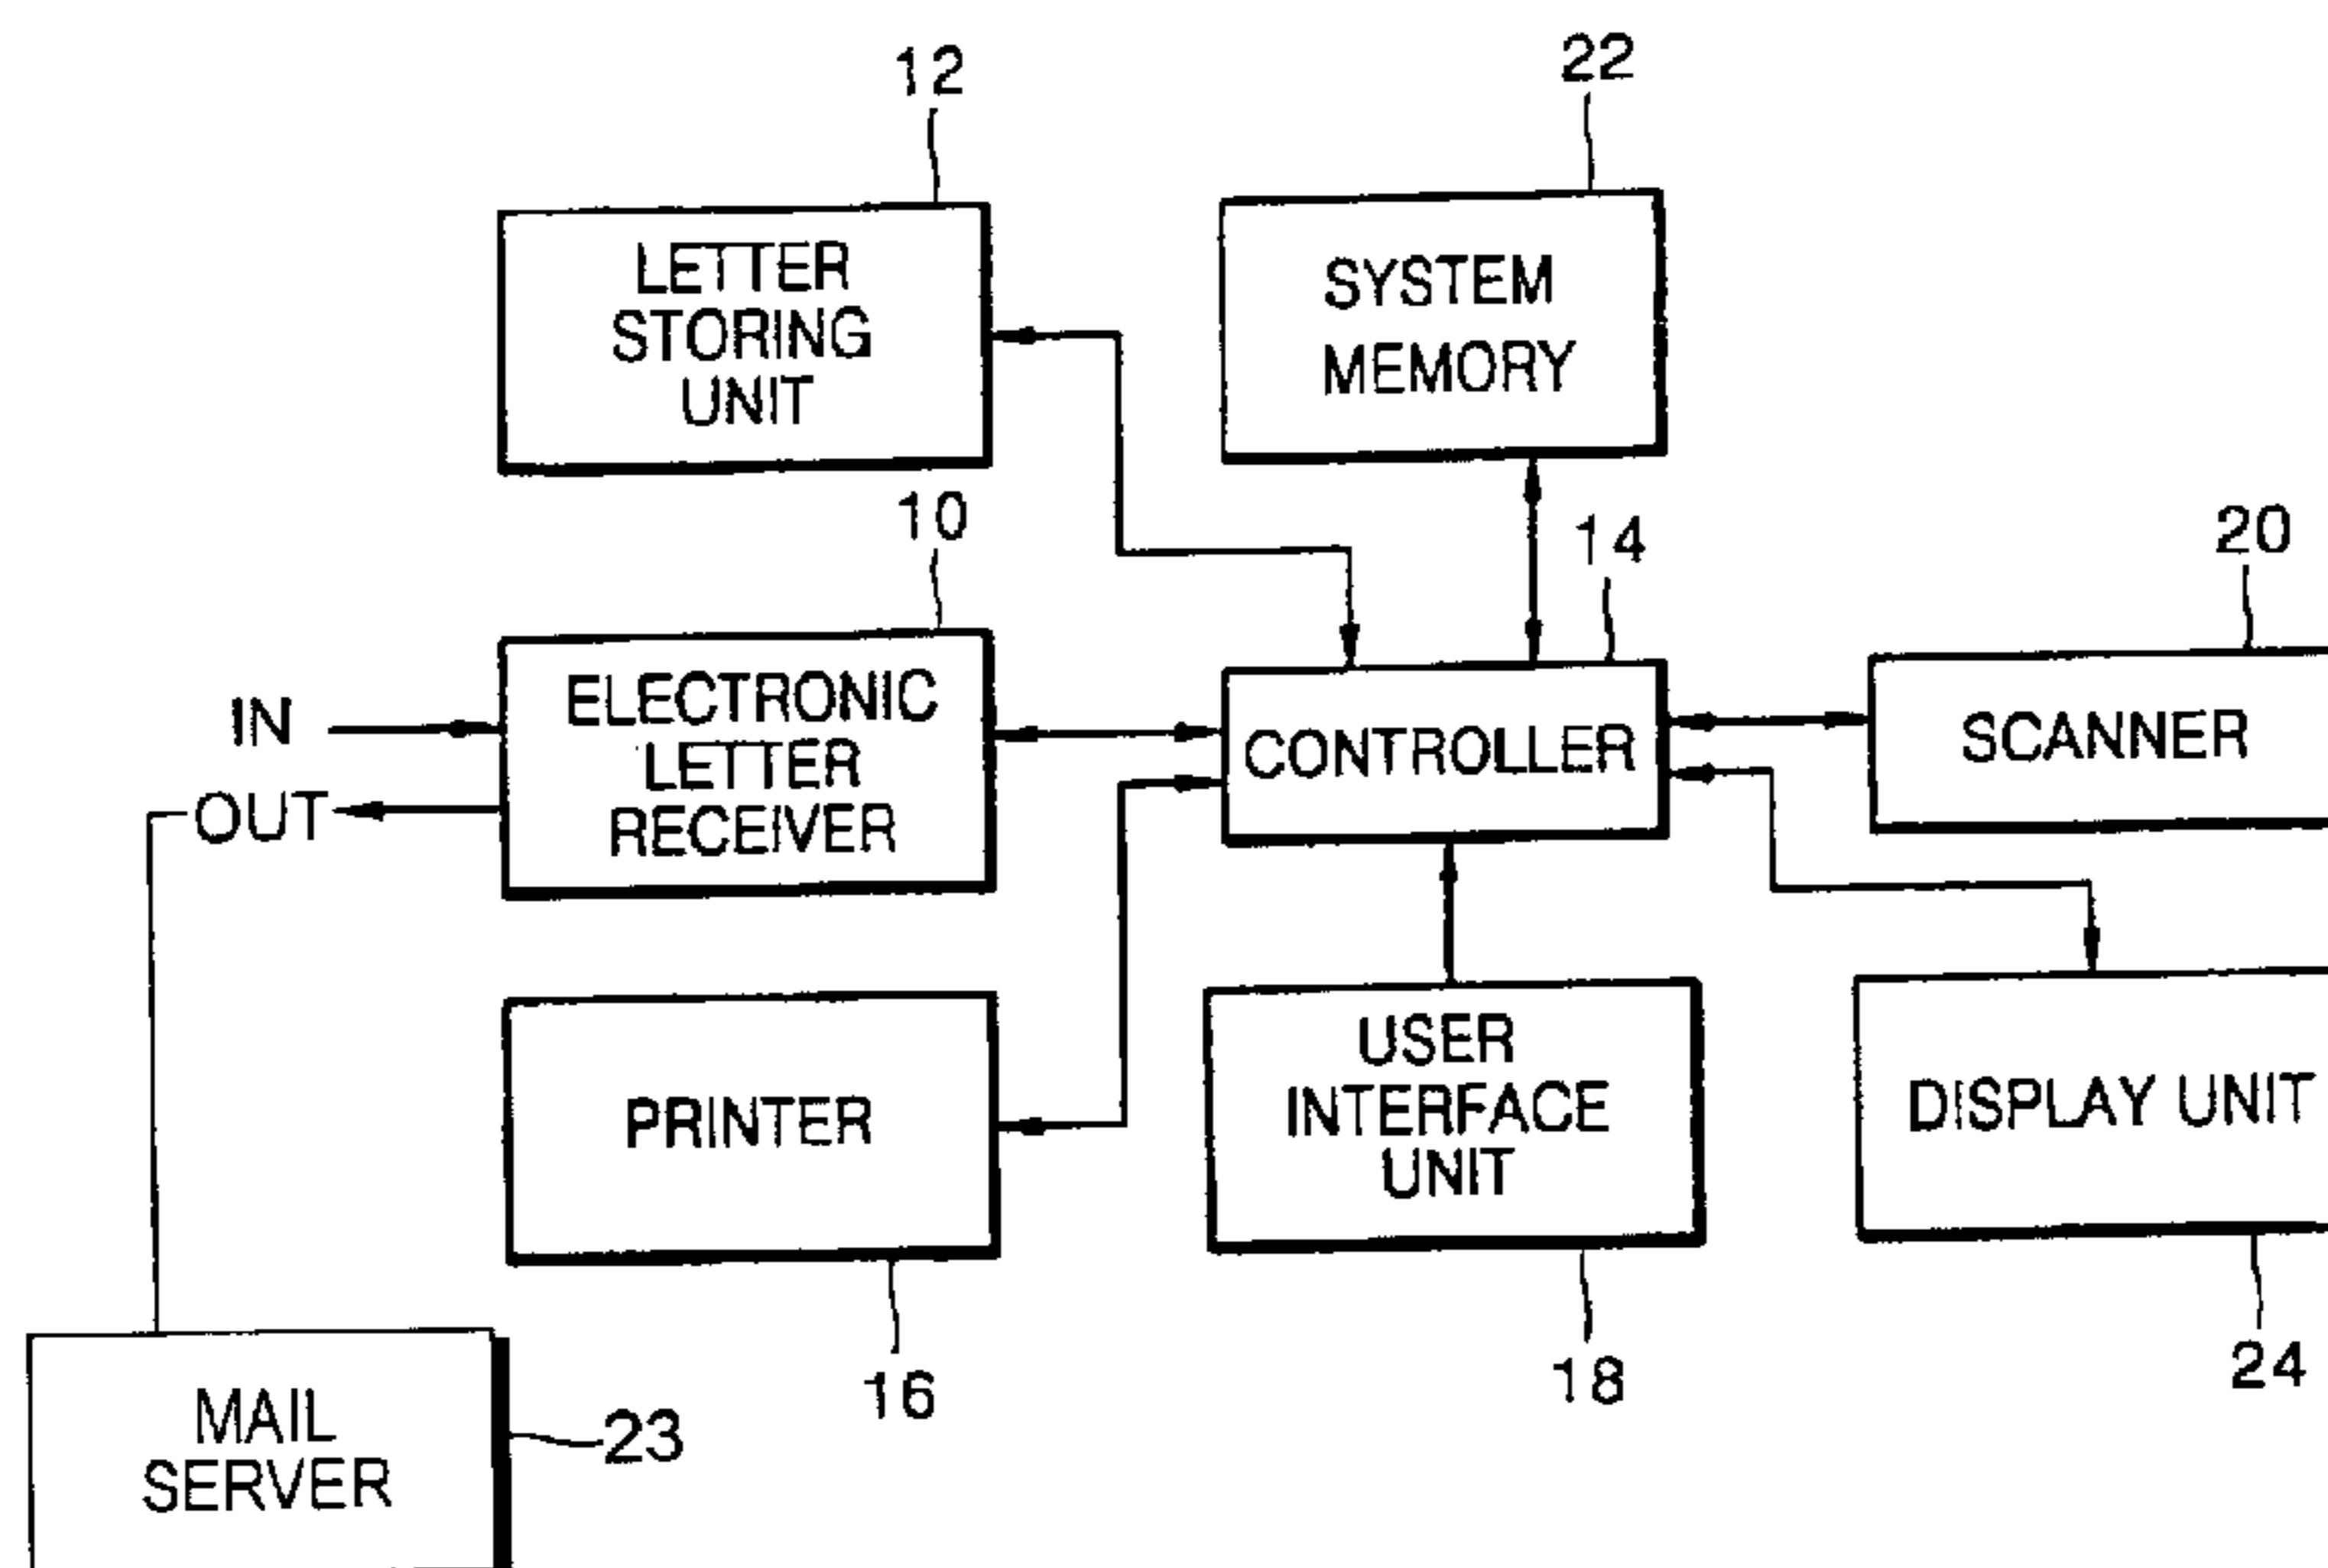 12
22
LETTER
STORING
UNIT
SYSTEM
MEMORY
10
14
20
IN
OUT
ELECTRONIC
LETTER
RECEIVER
CONTROLLER
SCANNER
PRINTER
USER
INTERFACE
UNIT
DISPLAY UNIT
16
18
24
MAIL
SERVER
23